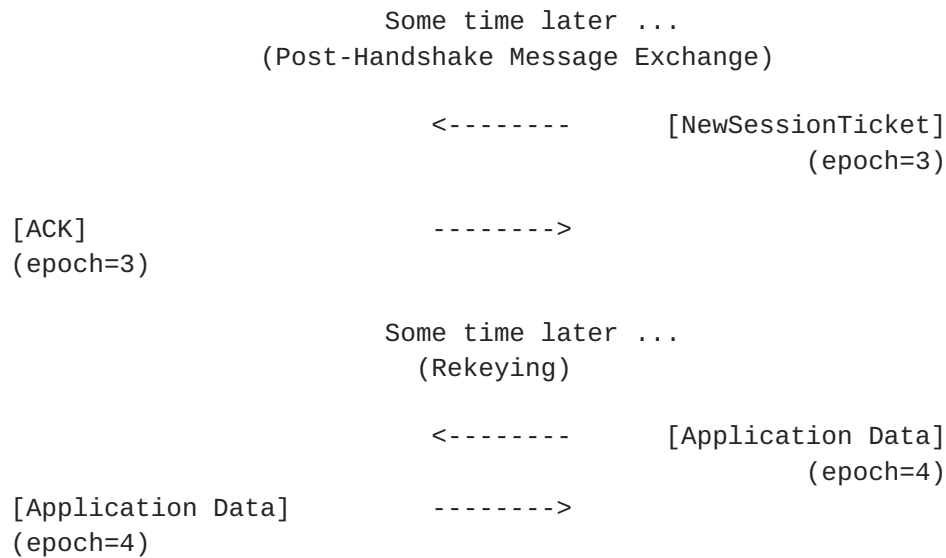 Some time later ...
(Post-Handshake Message Exchange)
<-------- [NewSessionTicket]
(epoch=3)
[ACK] -------->
(epoch=3)
Some time later ...
(Rekeying)
<-------- [Application Data]
(epoch=4)
[Application Data] -------->
(epoch=4)